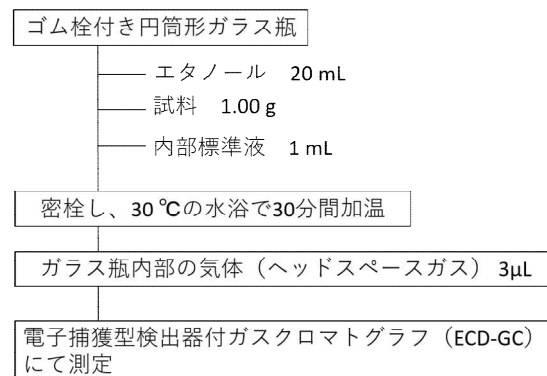 ゴム栓付き円筒形ガラス瓶
エタノール 20 mL
試料 1.00 g
内部標準液 1 mL
密栓し、30 ℃の水浴で30分間加温
ガラス瓶内部の気体（ヘッドスペースガス）3μL
電子捕獲型検出器付ガスクロマトグラフ（ECD-GC）
にて測定